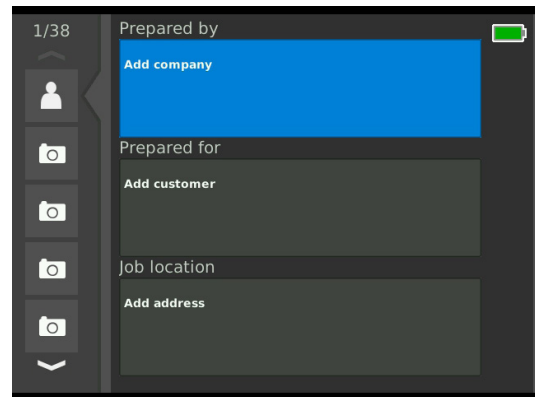 1/38
Prepared by
Add company
Prepared for
Add customer
Job location
Add address